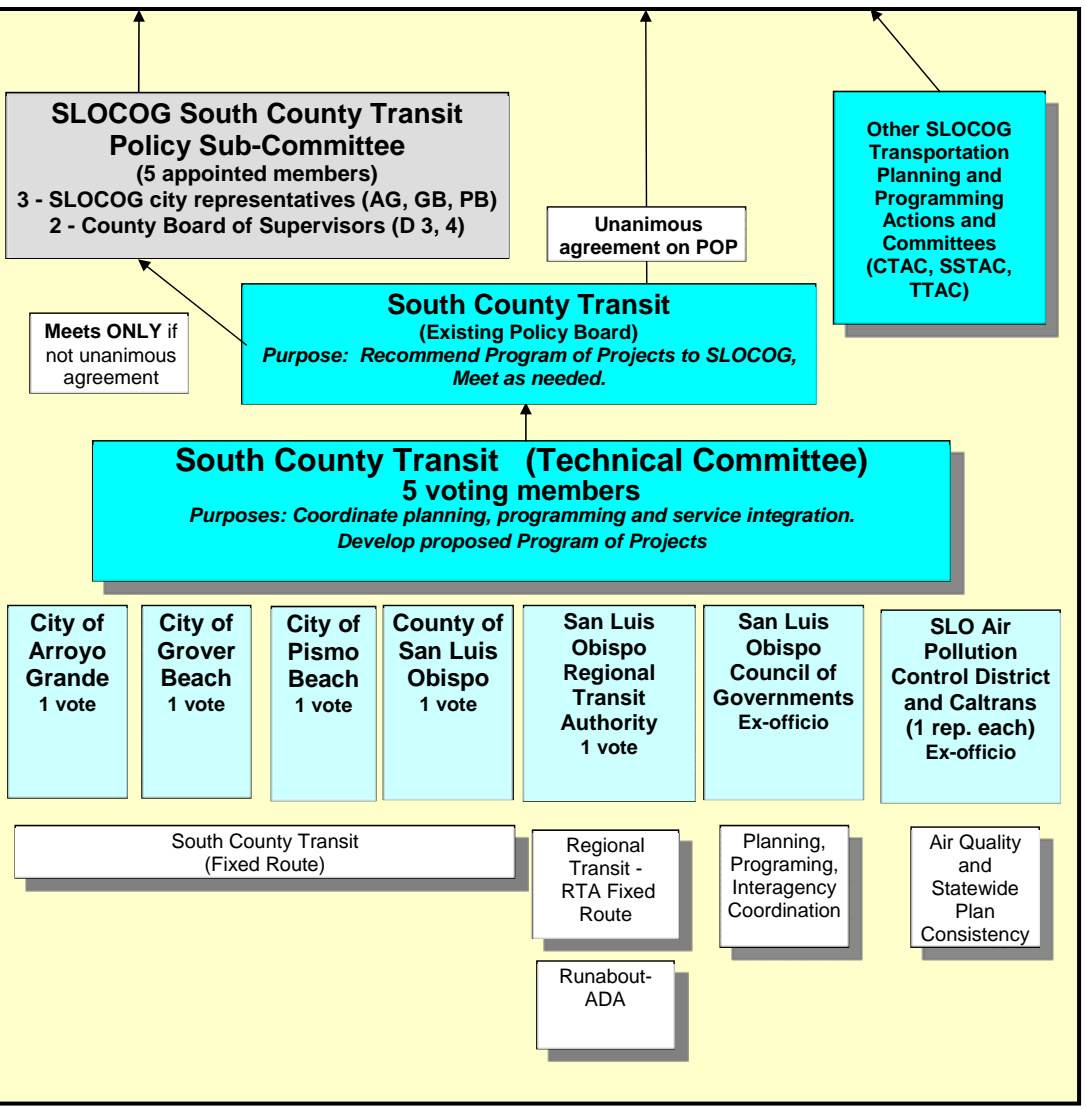 SLOCOG South County Transit
Policy Sub-Committee
(5 appointed members)
3 - SLOCOG city representatives (AG, GB, PB)
2 - County Board of Supervisors (D 3, 4)
Other SLOCOG
Transportation
Planning and
Programming
Actions and
Committees
(CTAC, SSTAC,
TTAC)
Unanimous
agreement on POP
South County Transit
(Existing Policy Board)
Purpose: Recommend Program of Projects to SLOCOG,
Meet as needed.
Meets ONLY if
not unanimous
agreement
South County Transit (Technical Committee)
5 voting members
Purposes: Coordinate planning, programming and service integration.
Develop proposed Program of Projects
City of
Arroyo
Grande
1 vote
City of
Grover
Beach
1 vote
City of
Pismo
Beach
1 vote
County of
San Luis
Obispo
1 vote
San Luis
Obispo
Regional
Transit
Authority
1 vote
San Luis
Obispo
Council of
Governments
Ex-officio
SLO Air
Pollution
Control District
and Caltrans
(1 rep. each)
Ex-officio
South County Transit
(Fixed Route)
Regional
Transit -
RTA Fixed
Route
Planning,
Programing,
Interagency
Coordination
Air Quality
and
Statewide
Plan
Consistency
Runabout-
ADA